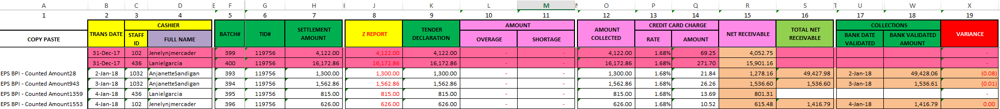 A B C D E F G H I J K L M N O P Q R S T U W X
1 2 3 4 5 6 7 8 9 10 11 12 13 14 15 16 17 18 19
COPY PASTE TRANS DATE CASHIER BATCH# TID# SETTLEMENT AMOUNT Z REPORT TENDER DECLARATION AMOUNT AMOUNT COLLECTED CREDIT CARD CHARGE NET RECEIVABLE TOTAL NET RECEIVABLE COLLECTIONS VARIANCE
STAFF ID FULL NAME OVERAGE SHORTAGE RATE AMOUNT BANK DATE VALIDATED BANK VALIDATED AMOUNT
31-Dec-17 102 Jenelynjmercader 399 119756 4,122.00 4,122.00 4,122.00 - - 4,122.00 1.68% 69.25 4,052.75 -
31-Dec-17 436 Lanielgarcia 400 119756 16,172.86 16,172.86 16,172.86 - - 16,172.86 1.68% 271.70 15,901.16 -
EPS BPI - Counted Amount28 2-Jan-18 1032 AnjanetteSandigan 393 119756 1,300.00 1,300.00 1,300.00 - - 1,300.00 1.68% 21.84 1,278.16 49,427.98 2-Jan-18 49,428.06 (0.08)
EPS BPI - Counted Amount943 3-Jan-18 1032 AnjanetteSandigan 394 119756 1,562.86 1,562.86 1,562.86 - - 1,562.86 1.68% 26.26 1,536.60 1,536.60 3-Jan-18 1,536.61 (0.01)
EPS BPI - Counted Amount1359 4-Jan-18 436 Lanielgarcia 395 119756 815.00 815.00 815.00 - - 815.00 1.68% 13.69 801.31 -
EPS BPI - Counted Amount1553 4-Jan-18 102 Jenelynjmercader 396 119756 626.00 626.00 626.00 - - 626.00 1.68% 10.52 615.48 1,416.79 4-Jan-18 1,416.79 0.00